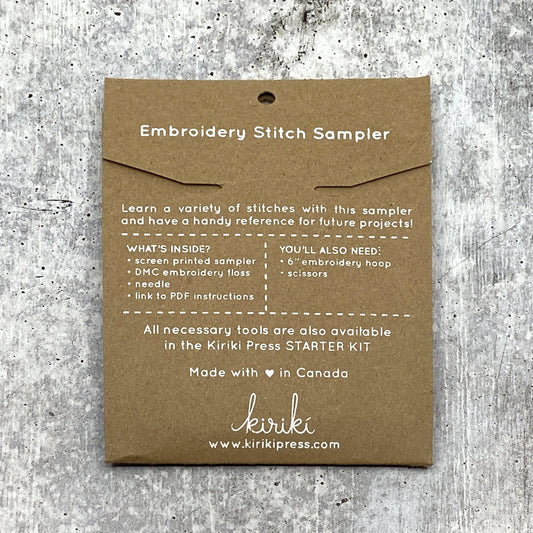 Embroidery Stitch Sampler
Learn a variety of stitches with this sampler
and have a handy reference for future projects!
WHAT'S INSIDE?
• screen printed sampler
• DMC embroidery floss
• needle
• link to PDF instructions
YOU'LL ALSO NEED:
• 6" embroidery hoop
• scissors
All necessary tools are also available
in the Kiriki Press STARTER KIT
Made with ♥ in Canada
kiriki
www.kirikipress.com